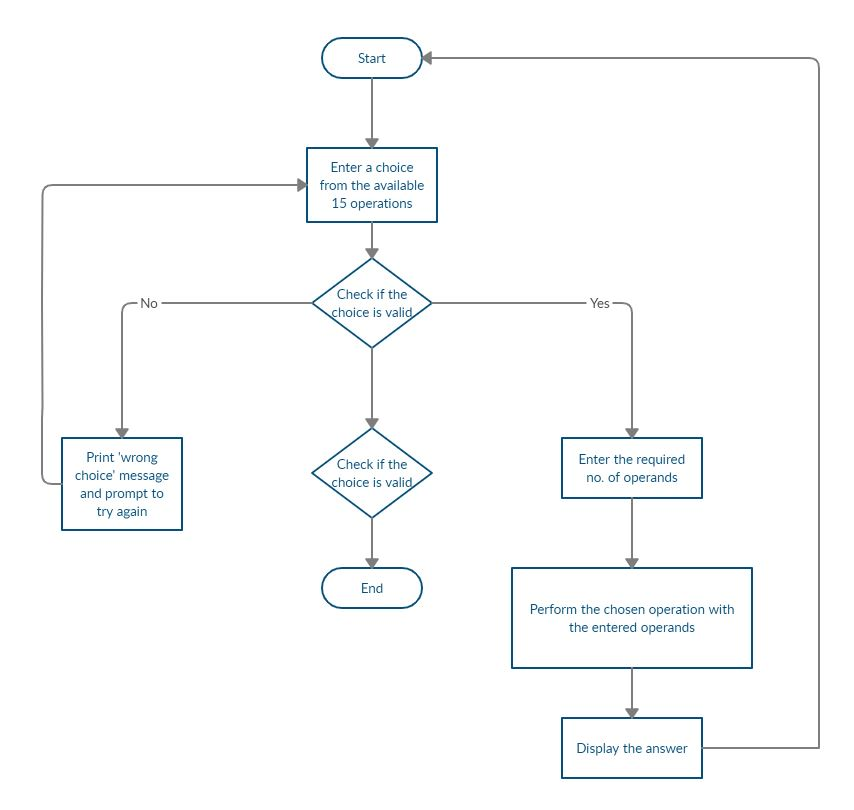 Start
Enter a choice
from the available
15 operations
Check if the
choice is valid
No
Yes
Print 'wrong
choice' message
and prompt to
try again
Check if the
choice is valid
Enter the required
no. of operands
End
Perform the chosen operation with
the entered operands
Display the answer